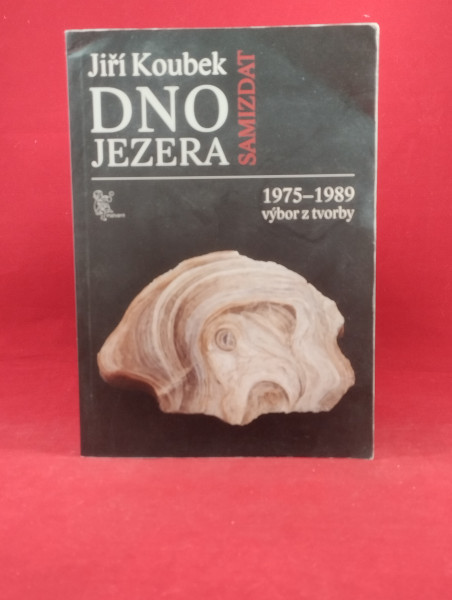 Jiří Koubek
DNO
JEZERA
SAMIZDAT
1975–1989
výbor z tvorby